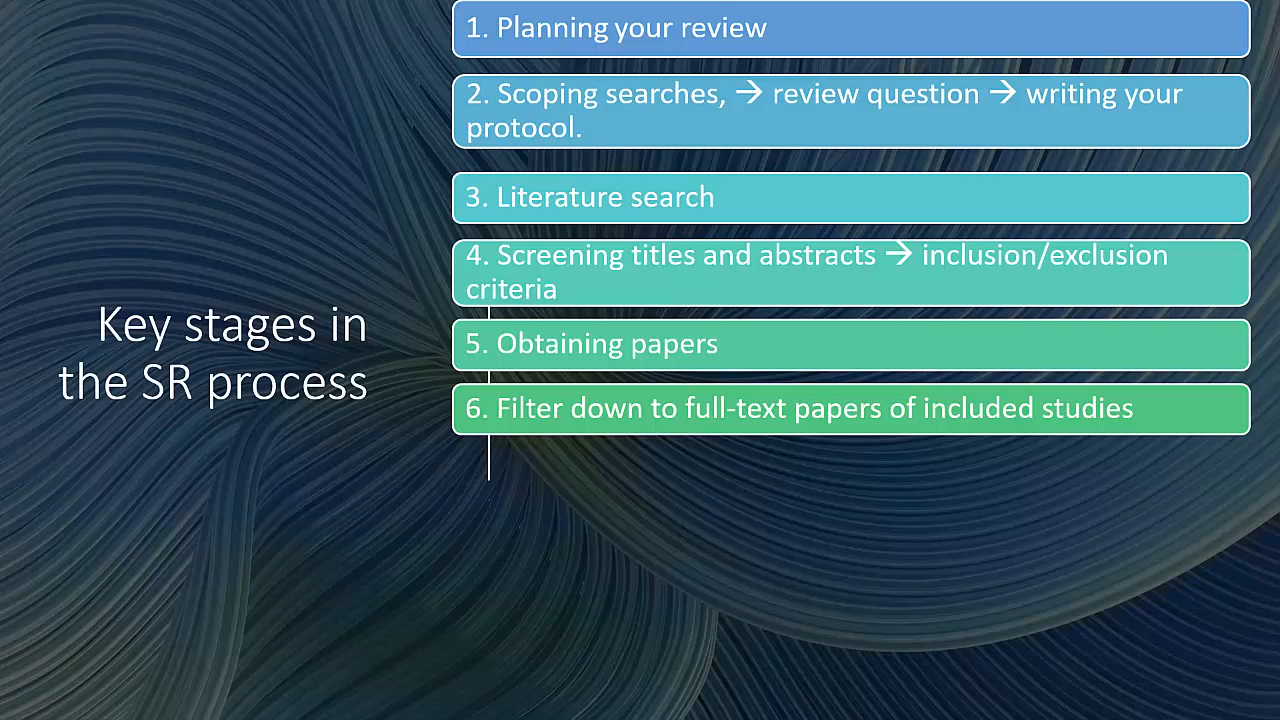 Key stages in
the SR process
1. Planning your review
2. Scoping searches, → review question → writing your
protocol.
3. Literature search
4. Screening titles and abstracts → inclusion/exclusion
criteria
5. Obtaining papers
6. Filter down to full-text papers of included studies